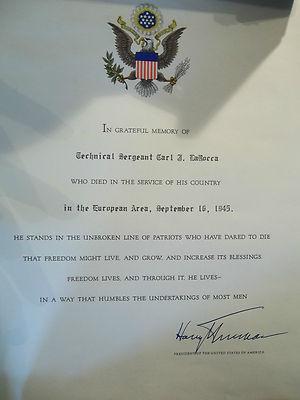 IN GRATEFUL MEMORY OF
Technical Sergeant Carl J. LaRocca
WHO DIED IN THE SERVICE OF HIS COUNTRY
in the European Area, September 16, 1945.
HE STANDS IN THE UNBROKEN LINE OF PATRIOTS WHO HAVE DARED TO DIE
THAT FREEDOM MIGHT LIVE, AND GROW, AND INCREASE ITS BLESSINGS.
FREEDOM LIVES, AND THROUGH IT, HE LIVES—
IN A WAY THAT HUMBLES THE UNDERTAKINGS OF MOST MEN
Harry Truman
PRESIDENT OF THE UNITED STATES OF AMERICA